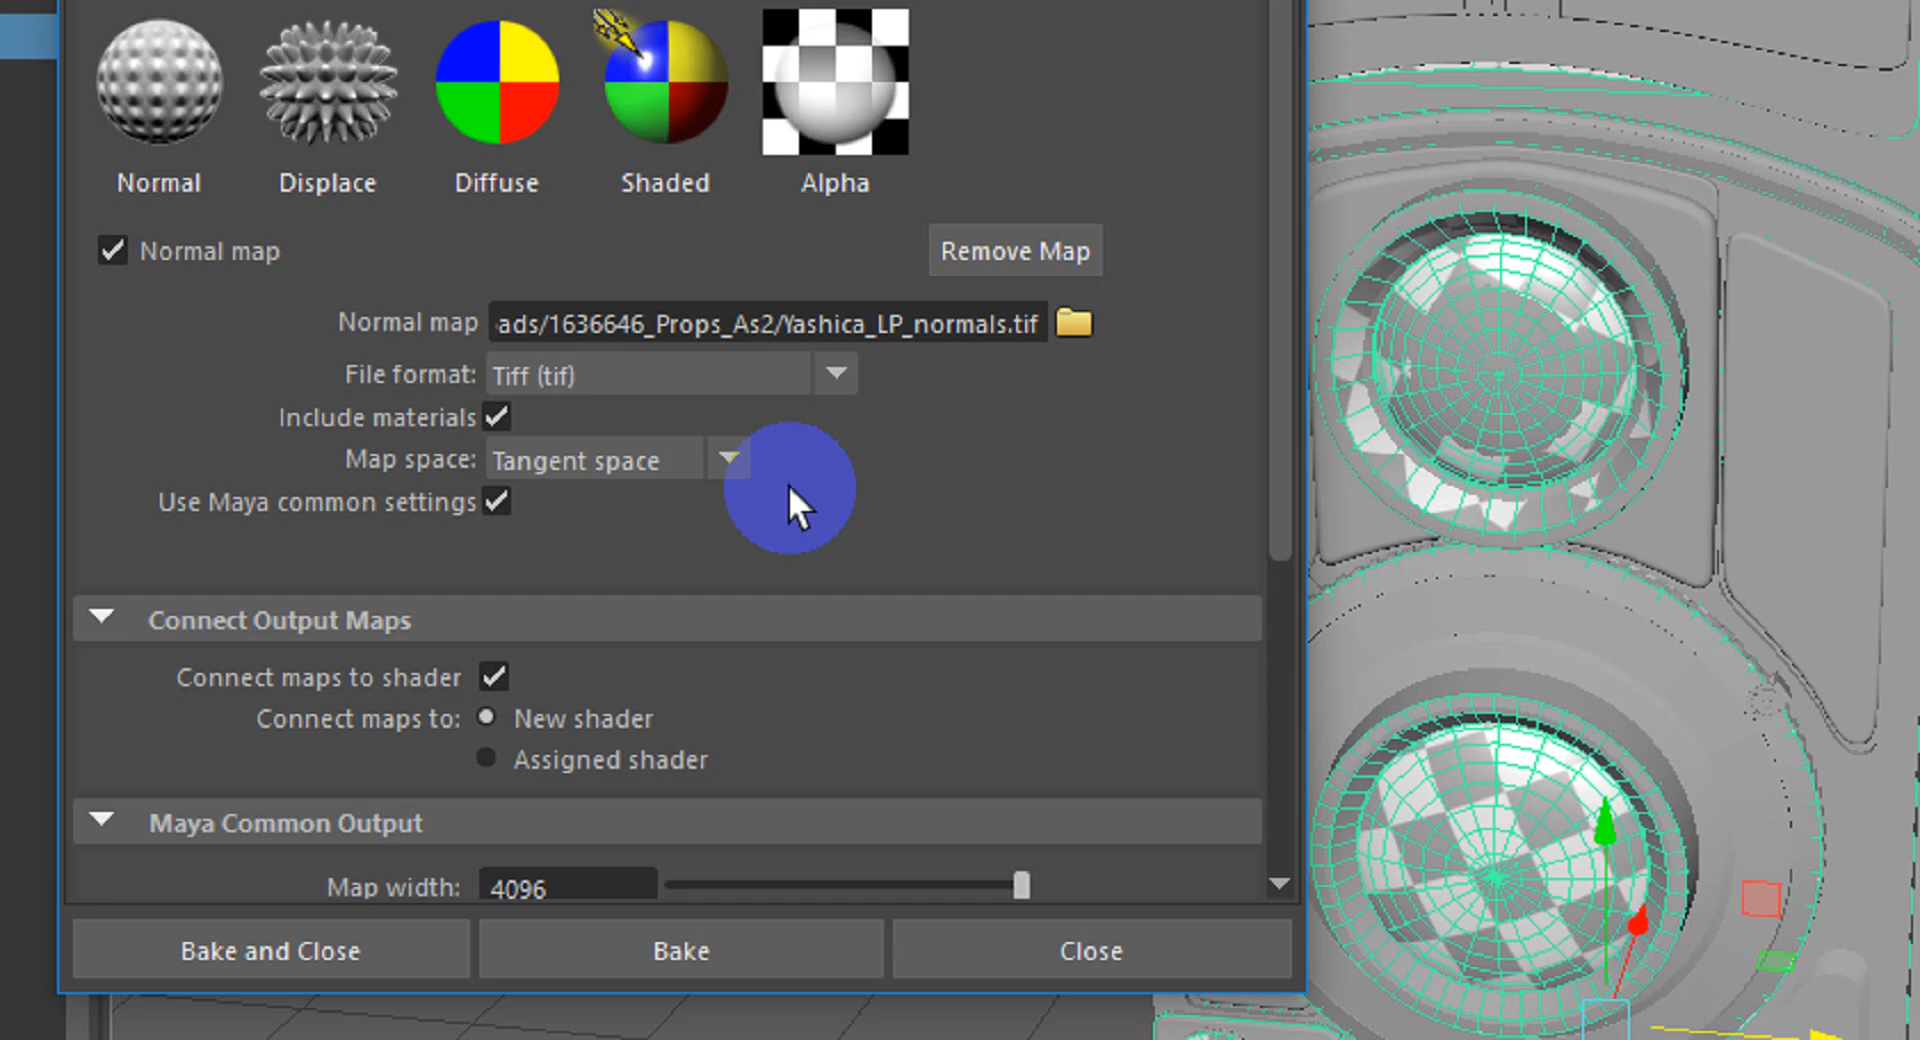 Normal Displace Diffuse Shaded Alpha
Normal map Remove Map
Normal map ads/1636646_Props_As2/Yashica_LP_normals.tif
File format: Tiff (tif)
Include materials
Map space: Tangent space
Use Maya common settings
Connect Output Maps
Connect maps to shader
Connect maps to: New shader
Assigned shader
Maya Common Output
Map width: 4096
Bake and Close Bake Close